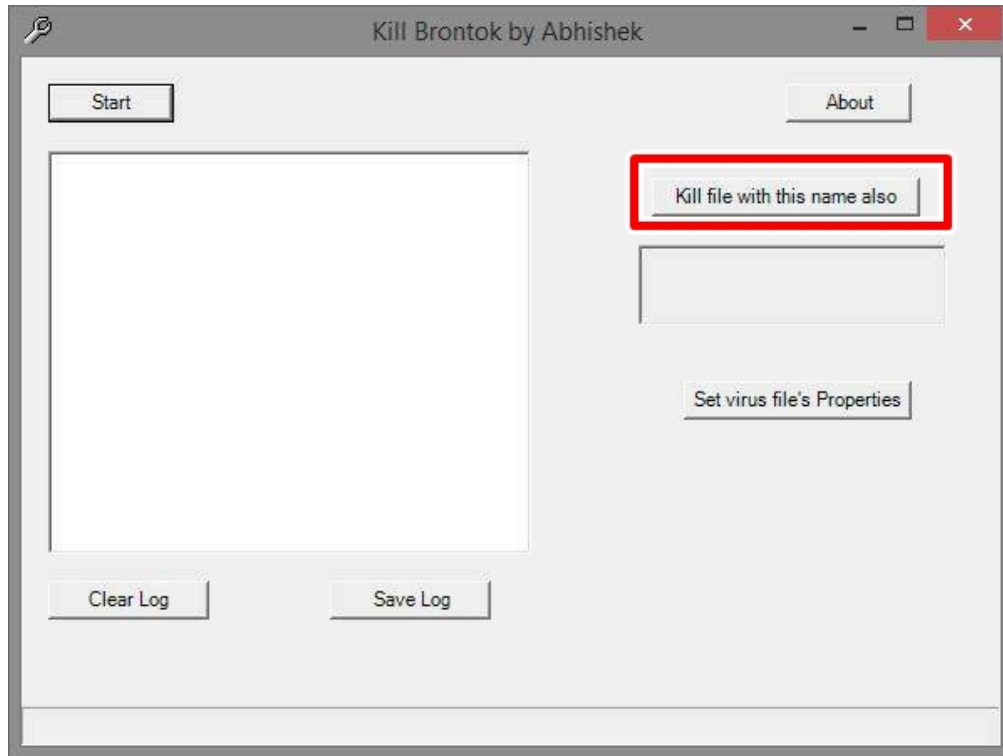 Kill Brontok by Abhishek
Start
About
Kill file with this name also
Set virus file's Properties
Clear Log
Save Log